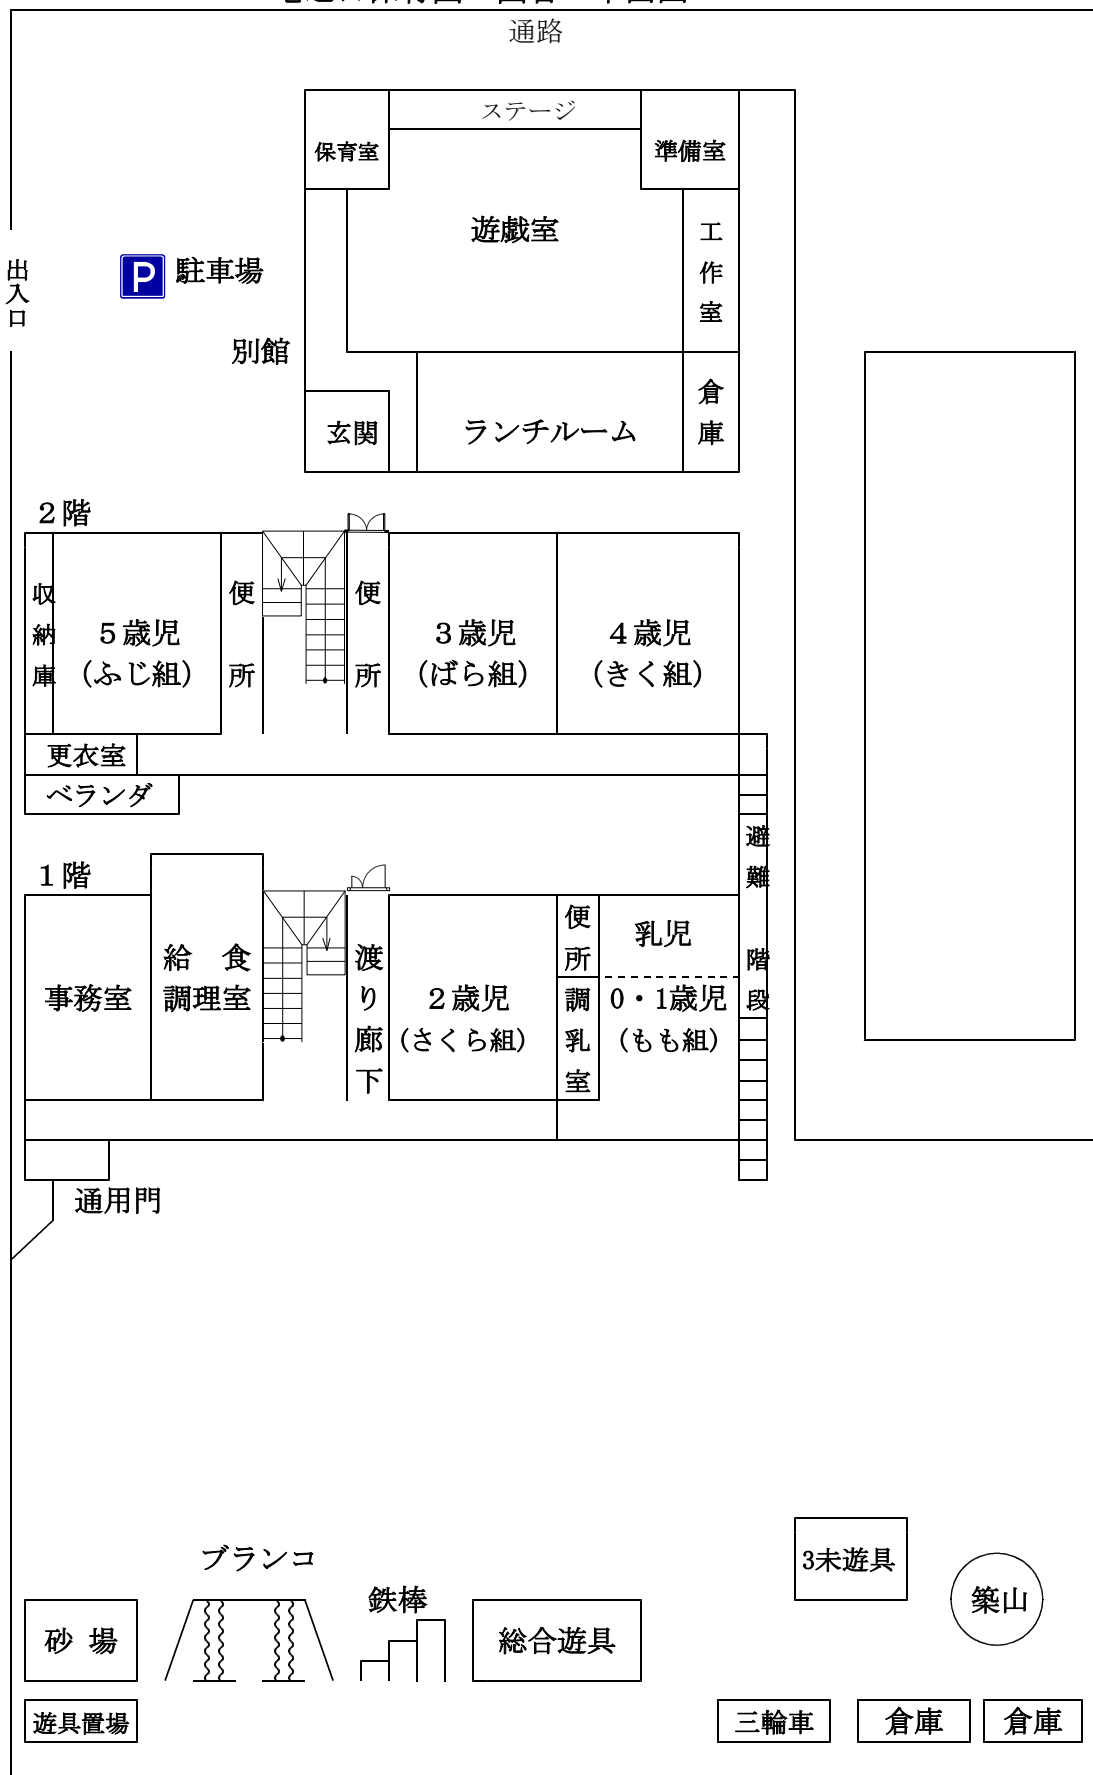 通路
ステージ
保育室
準備室
遊戯室
工作室
出入口
P 駐車場
別館
倉庫
玄関
ランチルーム
２階
収納庫
５歳児
(ふじ組)
便所
便所
３歳児
(ばら組)
４歳児
(きく組)
更衣室
ベランダ
避難階段
１階
事務室
給　食
調理室
渡り廊下
２歳児
(さくら組)
便所
調乳室
乳児
0・1歳児
(もも組)
通用門
ブランコ
鉄棒
3未遊具
築山
砂 場
総合遊具
遊具置場
三輪車
倉庫
倉庫